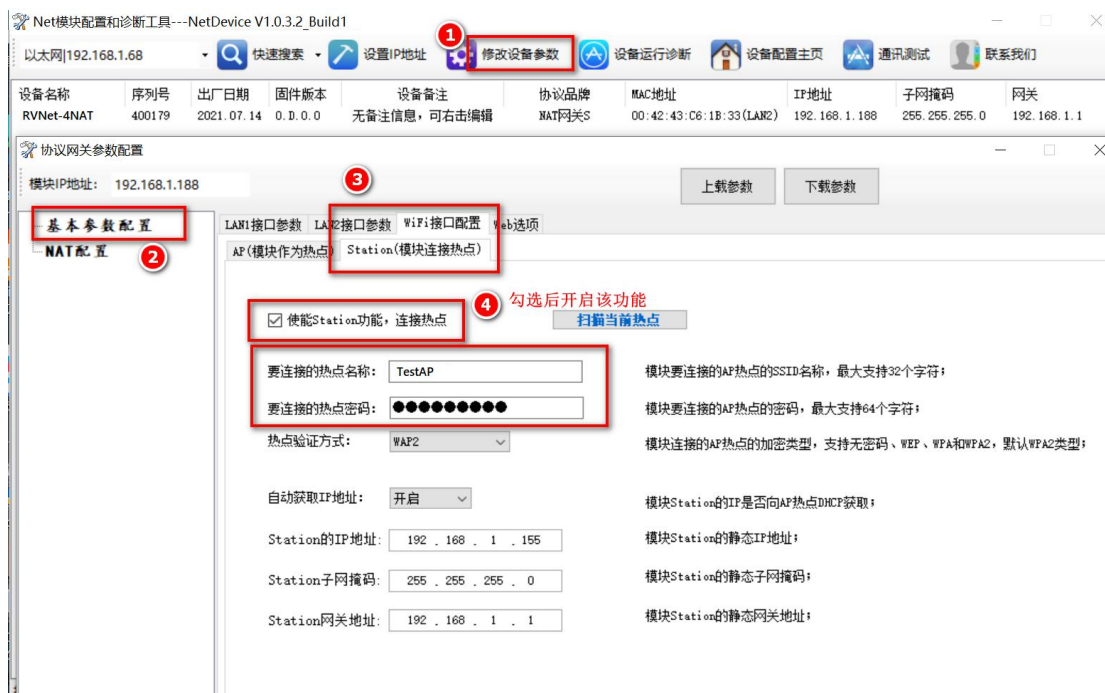 Net模块配置和诊断工具---NetDevice V1.0.3.2_Build1
1
以太网|192.168.1.68 快速搜索 设置IP地址 修改设备参数 设备运行诊断 设备配置主页 通讯测试 联系我们
设备名称 序列号 出厂日期 固件版本 设备备注 协议品牌 MAC地址 IP地址 子网掩码 网关
RVNet-4NAT 400179 2021.07.14 0.D.0.0 无备注信息，可右击编辑 NAT网关S 00:42:43:C6:1B:33(LAN2) 192.168.1.188 255.255.255.0 192.168.1.1
协议网关参数配置
模块IP地址: 192.168.1.188 3 上载参数 下载参数
基本参数配置 LAN1接口参数 LAN2接口参数 WiFi接口配置 Web选项
NAT配置 2 AP(模块作为热点) Station(模块连接热点)
4 勾选后开启该功能
使能Station功能，连接热点 扫描当前热点
要连接的热点名称: TestAP 模块要连接的AP热点的SSID名称，最大支持32个字符;
要连接的热点密码: ●●●●●●●●● 模块要连接的AP热点的密码，最大支持64个字符;
热点验证方式: WAP2 模块连接的AP热点的加密类型，支持无密码、WEP、WPA和WPA2，默认WPA2类型;
自动获取IP地址: 开启 模块Station的IP是否向AP热点DHCP获取;
Station的IP地址: 192 . 168 . 1 . 155 模块Station的静态IP地址;
Station子网掩码: 255 . 255 . 255 . 0 模块Station的静态子网掩码;
Station网关地址: 192 . 168 . 1 . 1 模块Station的静态网关地址;